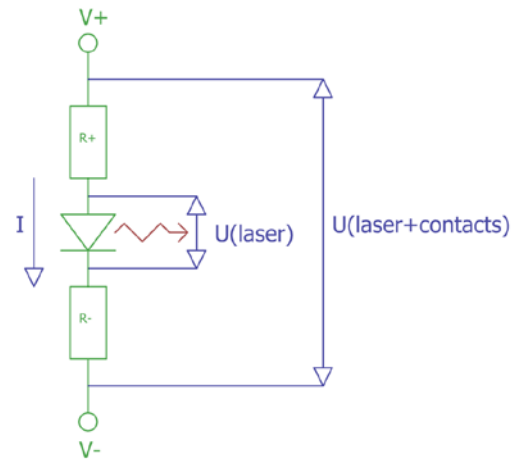 V+
R+
I
U(laser)
U(laser+contacts)
R-
V-